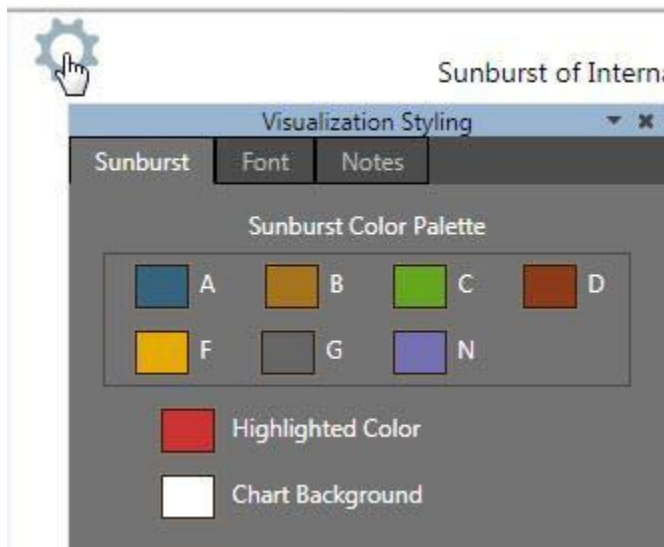 Sunburst of Interna
Visualization Styling
Sunburst Font Notes
Sunburst Color Palette
A B C D
F G N
Highlighted Color
Chart Background